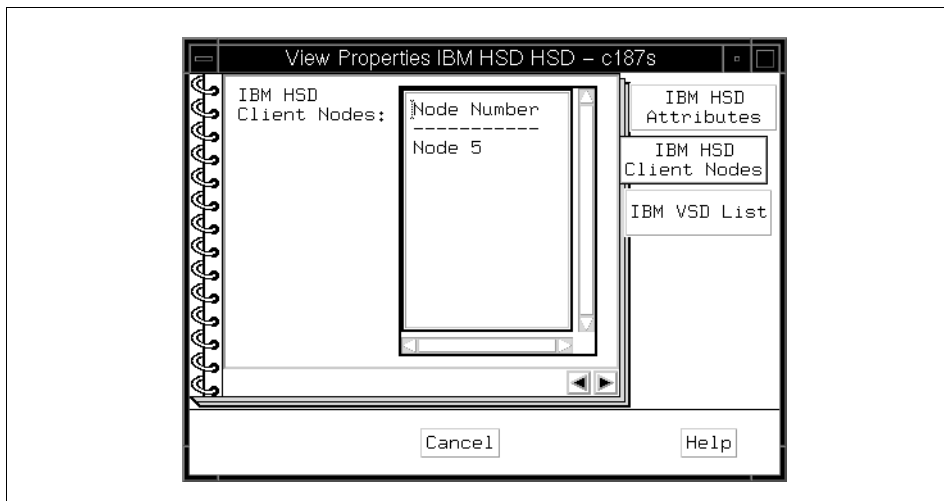 View Properties IBM HSD HSD – c187s
IBM HSD
Client Nodes:
Node Number
-----------
Node 5
IBM HSD
Attributes
IBM HSD
Client Nodes
IBM VSD List
Cancel
Help